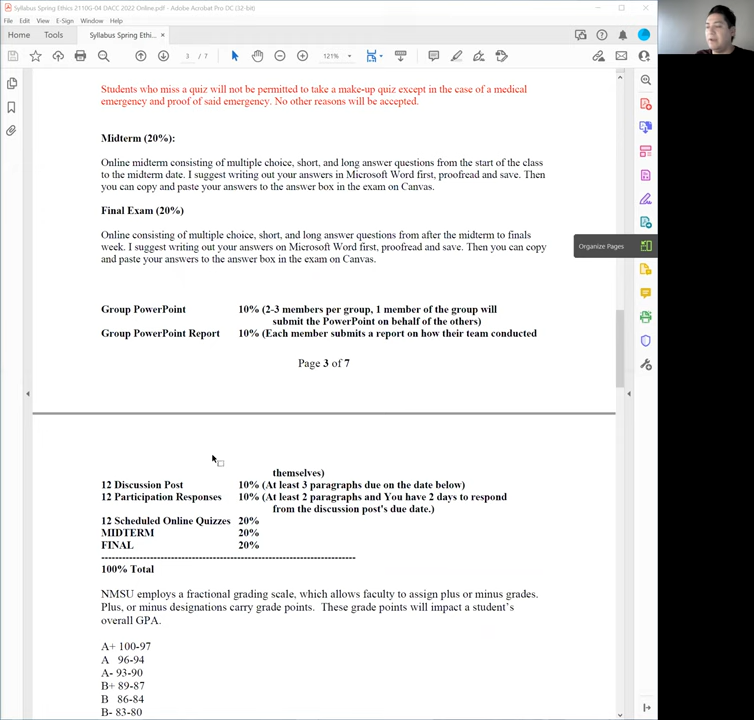 Syllabus Spring Ethics 2110G-04 DACC 2022 Online.pdf - Adobe Acrobat Pro DC (32-bit)
File Edit View E-Sign Window Help
Home Tools Syllabus Spring Ethi... ×
3 / 7 121%
Students who miss a quiz will not be permitted to take a make-up quiz except in the case of a medical
emergency and proof of said emergency. No other reasons will be accepted.
Midterm (20%):
Online midterm consisting of multiple choice, short, and long answer questions from the start of the class
to the midterm date. I suggest writing out your answers in Microsoft Word first, proofread and save. Then
you can copy and paste your answers to the answer box in the exam on Canvas.
Final Exam (20%)
Online consisting of multiple choice, short, and long answer questions from after the midterm to finals
week. I suggest writing out your answers on Microsoft Word first, proofread and save. Then you can copy
and paste your answers to the answer box in the exam on Canvas.
Organize Pages
Group PowerPoint 10% (2-3 members per group, 1 member of the group will
submit the PowerPoint on behalf of the others)
Group PowerPoint Report 10% (Each member submits a report on how their team conducted
Page 3 of 7
themselves)
12 Discussion Post 10% (At least 3 paragraphs due on the date below)
12 Participation Responses 10% (At least 2 paragraphs and You have 2 days to respond
from the discussion post's due date.)
12 Scheduled Online Quizzes 20%
MIDTERM 20%
FINAL 20%
------------------------------------------------------------------
100% Total
NMSU employs a fractional grading scale, which allows faculty to assign plus or minus grades.
Plus, or minus designations carry grade points. These grade points will impact a student's
overall GPA.
A+ 100-97
A 96-94
A- 93-90
B+ 89-87
B 86-84
B- 83-80